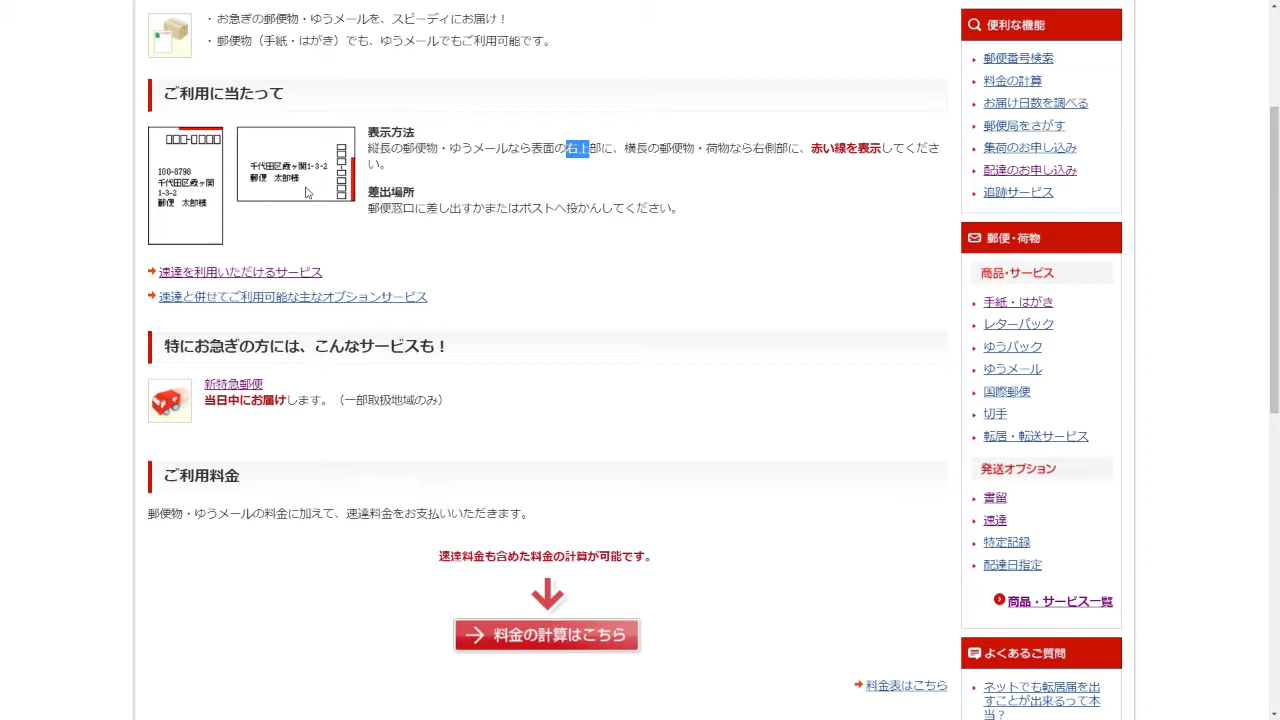 ・お急ぎの郵便物・ゆうメールを、スピーディにお届け！
・郵便物（手紙・はがき）でも、ゆうメールでもご利用可能です。
ご利用に当たって
100-8798
千代田区霞ヶ関
1-3-2
郵便　太郎様
千代田区霞ヶ関1-3-2
郵便　太郎様
表示方法
縦長の郵便物・ゆうメールなら表面の右上部に、横長の郵便物・荷物なら右側部に、赤い線を表示してくださ
い。
差出場所
郵便窓口に差し出すかまたはポストへ投かんしてください。
速達を利用いただけるサービス
速達と併せてご利用可能な主なオプションサービス
特にお急ぎの方には、こんなサービスも！
新特急郵便
当日中にお届けします。（一部取扱地域のみ）
ご利用料金
郵便物・ゆうメールの料金に加えて、速達料金をお支払いいただきます。
速達料金も含めた料金の計算が可能です。
料金の計算はこちら
料金表はこちら
便利な機能
郵便番号検索
料金の計算
お届け日数を調べる
郵便局をさがす
集荷のお申し込み
配達のお申し込み
追跡サービス
郵便・荷物
商品・サービス
手紙・はがき
レターパック
ゆうパック
ゆうメール
国際郵便
切手
転居・転送サービス
発送オプション
書留
速達
特定記録
配達日指定
商品・サービス一覧
よくあるご質問
ネットでも転居届を出
すことが出来るって本
当？